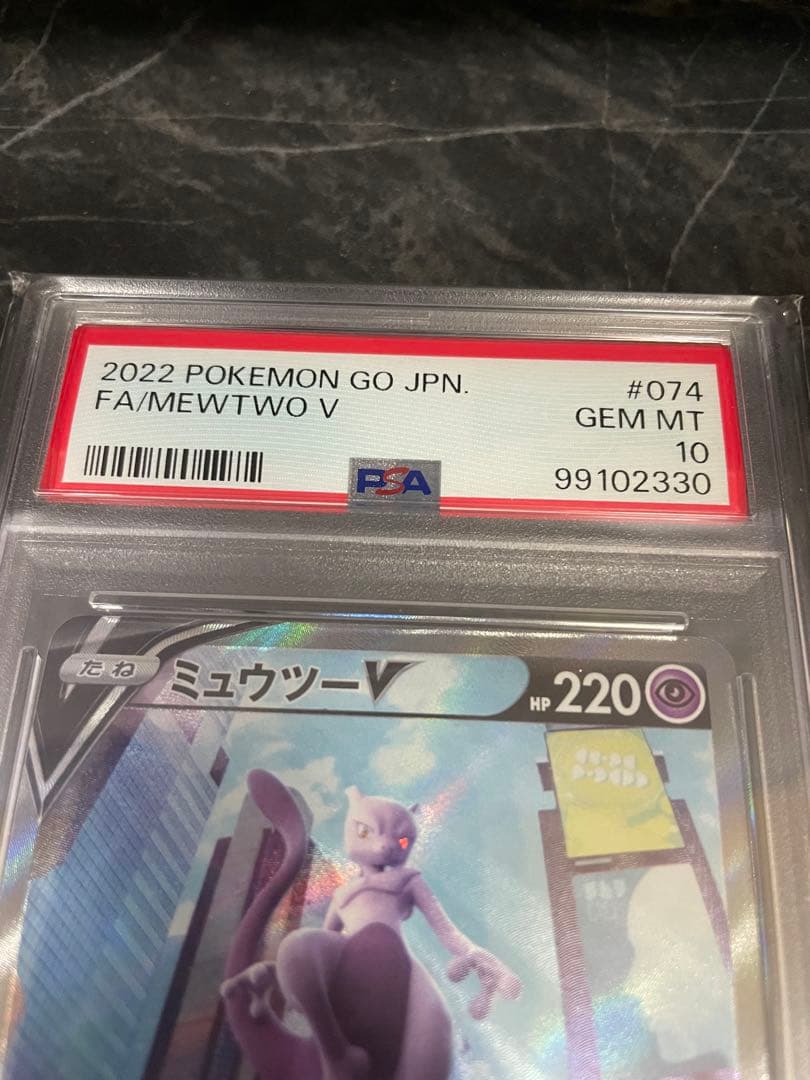 2022 POKEMON GO JPN. #074
FA/MEWTWO V GEM MT
10
PSA 99102330
たね ミュウツーV HP 220